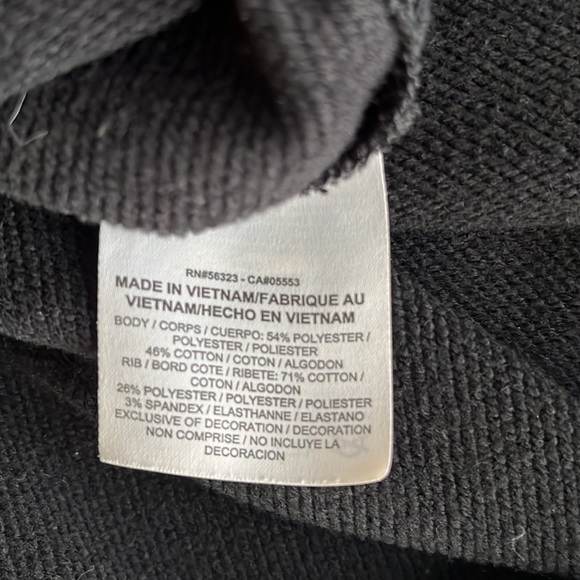 RN#56323 - CA#05553
MADE IN VIETNAM/FABRIQUE AU
VIETNAM/HECHO EN VIETNAM
BODY / CORPS / CUERPO: 54% POLYESTER /
POLYESTER / POLIESTER
46% COTTON / COTON / ALGODON
RIB / BORD COTE / RIBETE: 71% COTTON /
COTON / ALGODON
26% POLYESTER / POLYESTER / POLIESTER
3% SPANDEX / ELASTHANNE / ELASTANO
EXCLUSIVE OF DECORATION / DECORATION
NON COMPRISE / NO INCLUYE LA
DECORACION